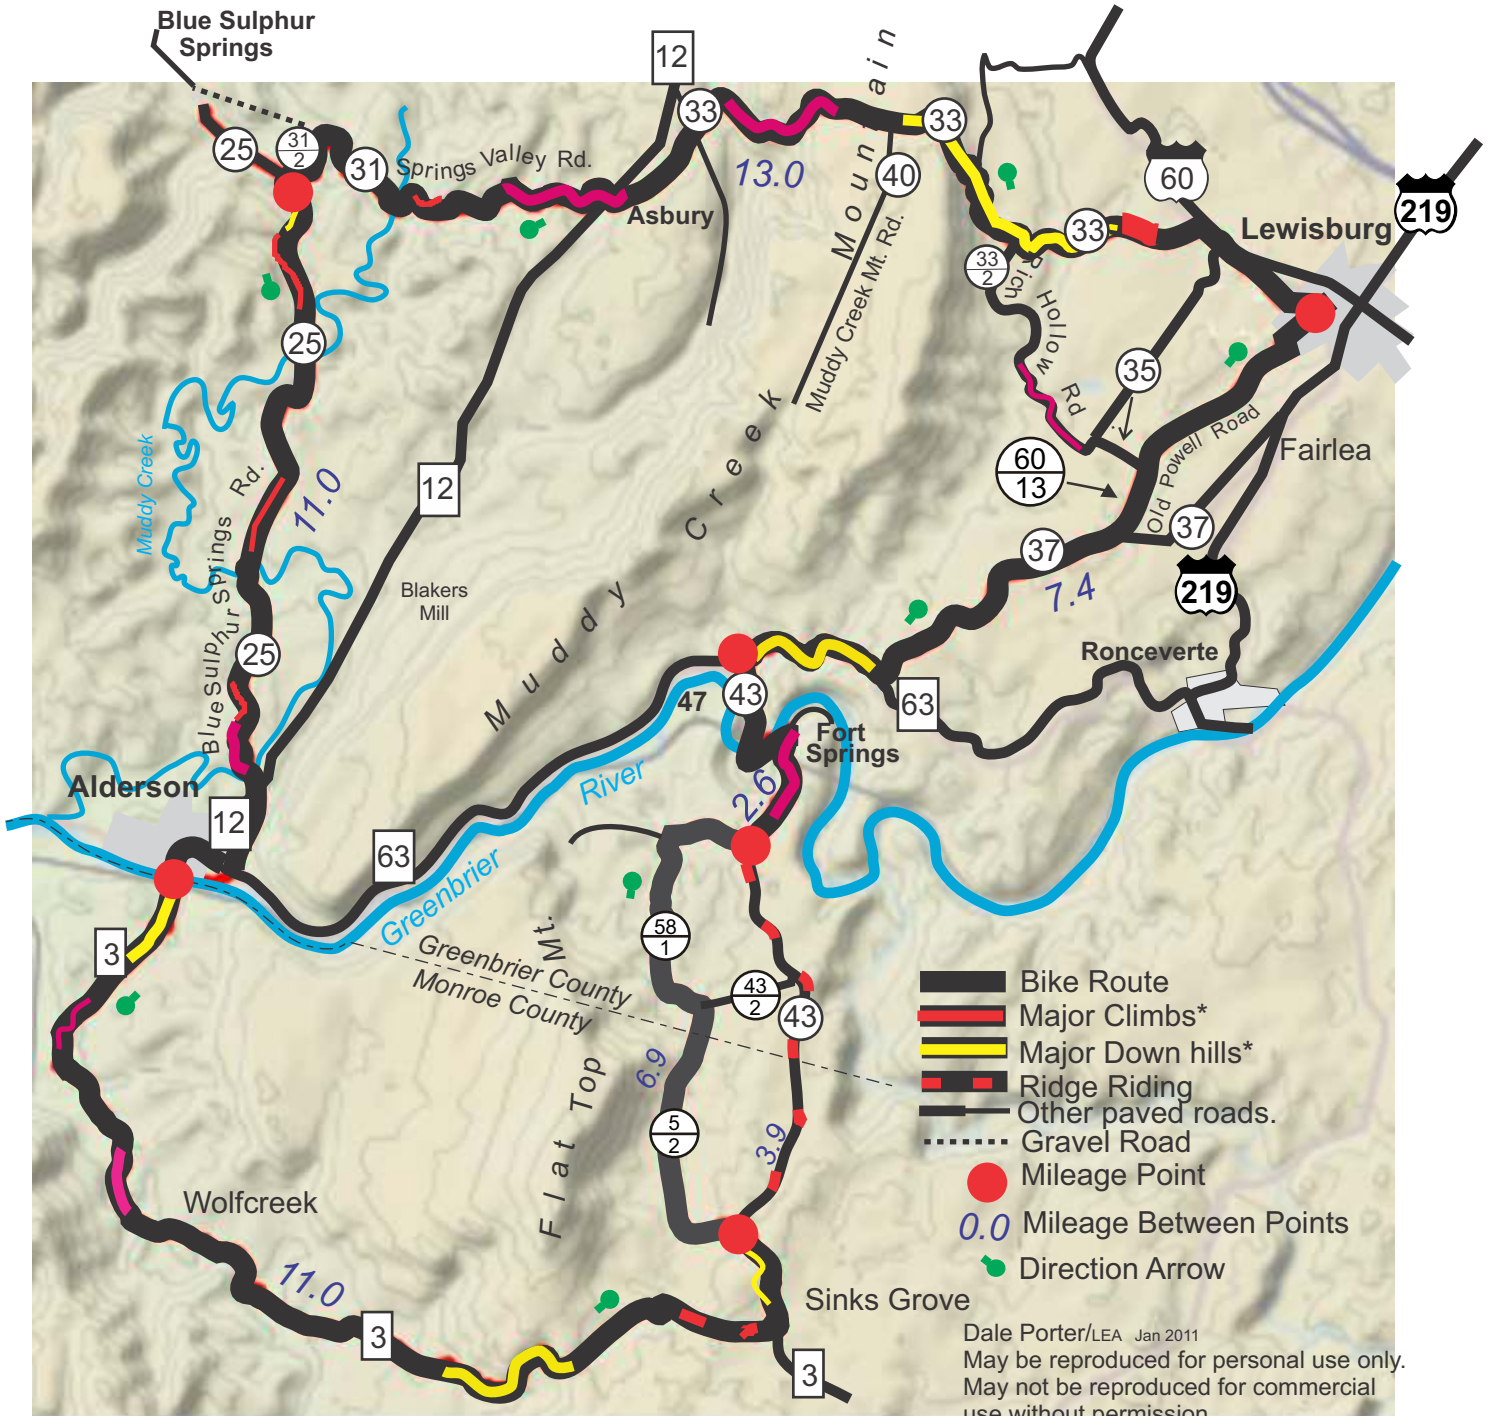 Blue Sulphur
Springs
12
33
33
25
31
2
31
Springs Valley Rd.
13.0
40
60
219
Asbury
Lewisburg
33
33
2
Muddy Creek Mountain
Muddy Creek Mt. Rd.
Rich Hollow Rd
25
35
Muddy Creek
11.0
12
60
13
Old Powell Road
Fairlea
37
37
7.4
219
Blakers
Mill
Blue Sulphur Springs Rd.
25
Ronceverte
43
47
63
Fort
Springs
Alderson
12
River
2.6
63
Greenbrier
3
58
1
Greenbrier County
Monroe County
43
2
43
Flat Top Mt.
6.9
5
2
3.9
Wolfcreek
11.0
3
Sinks Grove
3
Bike Route
Major Climbs*
Major Down hills*
Ridge Riding
Other paved roads.
Gravel Road
Mileage Point
0.0 Mileage Between Points
Direction Arrow
Dale Porter/LEA Jan 2011
May be reproduced for personal use only.
May not be reproduced for commercial
use without permission